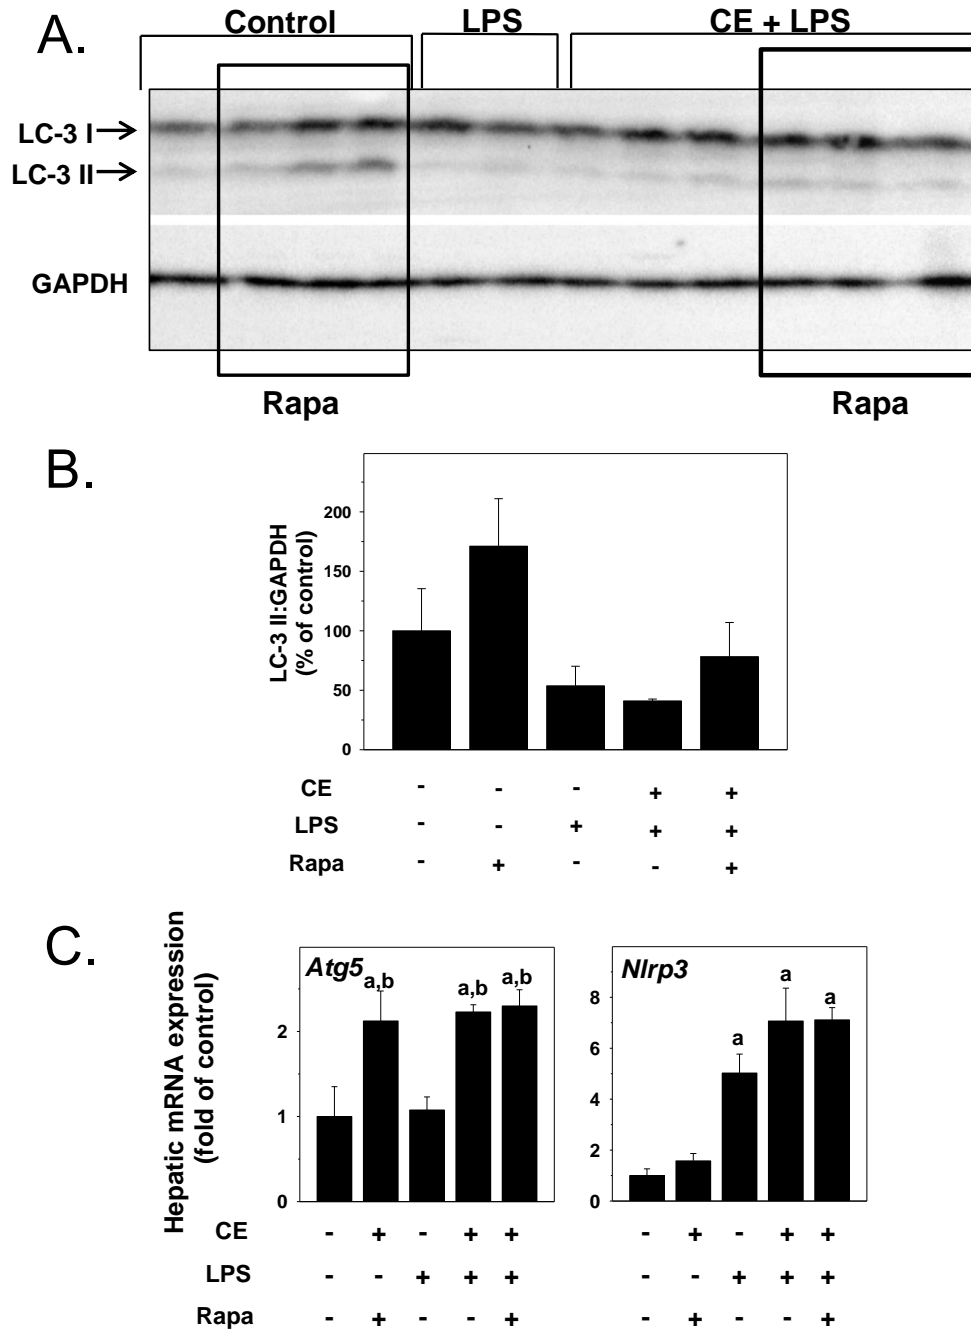 A.
Control LPS CE + LPS
LC-3 I
LC-3 II
GAPDH
Rapa Rapa
B.
LC-3 II:GAPDH
(% of control)
200
150
100
50
0
CE - - - + +
LPS - - + + +
Rapa - + - - +
C.
Hepatic mRNA expression
(fold of control)
Atg5
a,b a,b a,b
2
1
0
Nlrp3
a a a
8
6
4
2
0
CE - + - + + - + - + +
LPS - - + + + - - + + +
Rapa - + - - + - + - - +